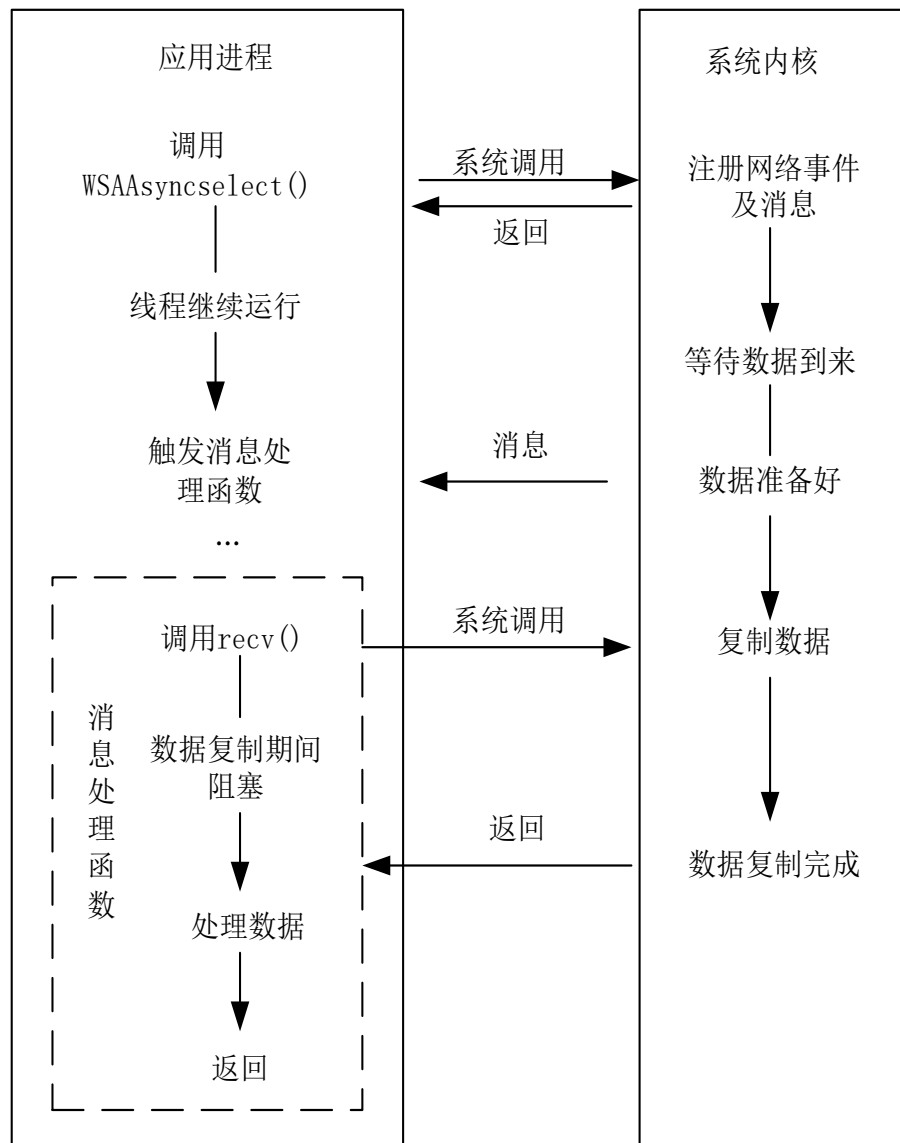 应用进程
系统内核
调用
WSAAsyncselect()
系统调用
返回
注册网络事件
及消息
线程继续运行
等待数据到来
触发消息处
理函数
消息
数据准备好
...
调用recv()
系统调用
复制数据
消息处理函数
数据复制期间
阻塞
返回
数据复制完成
处理数据
返回